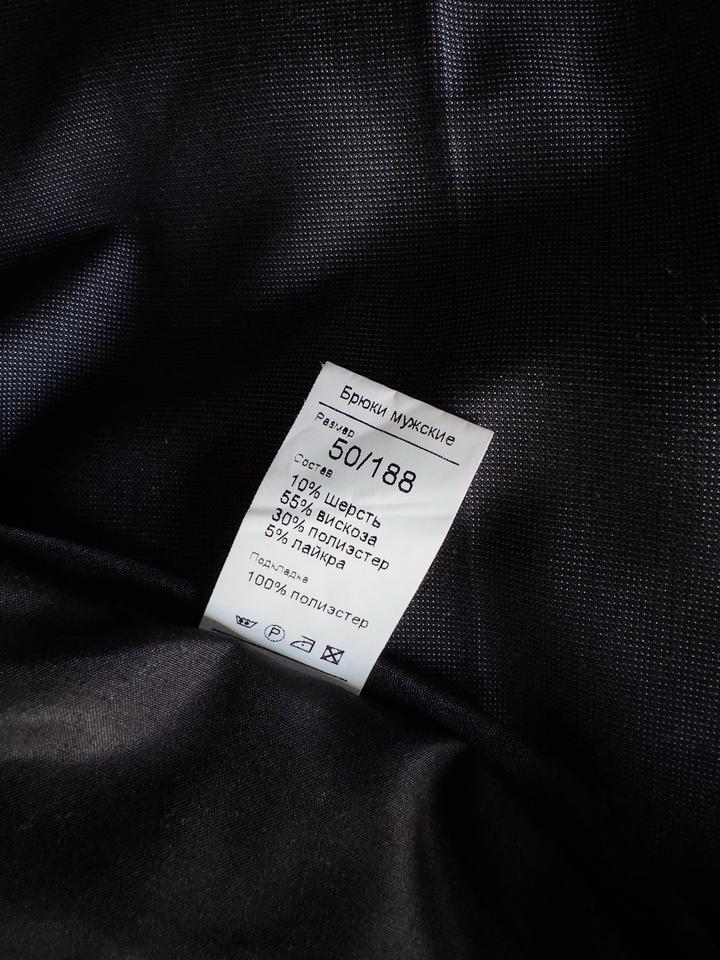 Брюки мужские
Размер
50/188
Состав
10% шерсть
55% вискоза
30% полиэстер
5% лайкра
Подкладка
100% полиэстер
P